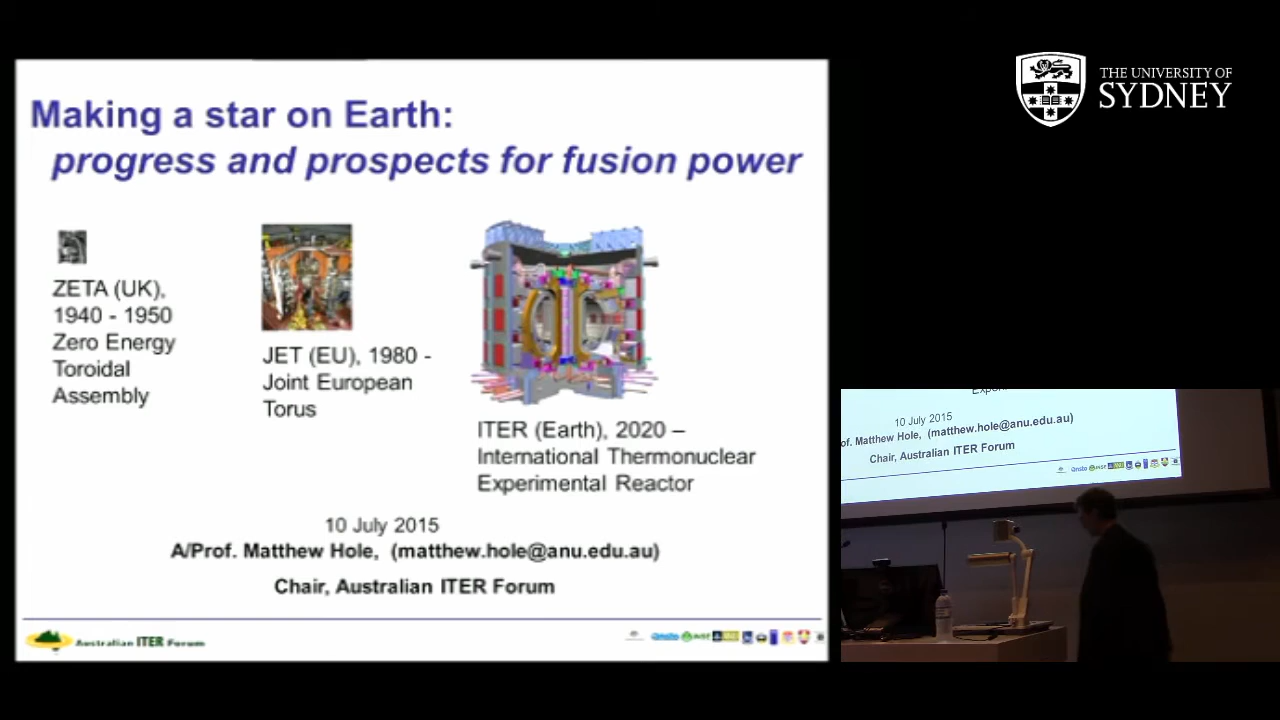 Making a star on Earth:
progress and prospects for fusion power
ZETA (UK),
1940 - 1950
Zero Energy
Toroidal
Assembly
JET (EU), 1980 -
Joint European
Torus
ITER (Earth), 2020 –
International Thermonuclear
Experimental Reactor
10 July 2015
A/Prof. Matthew Hole, (matthew.hole@anu.edu.au)
Chair, Australian ITER Forum
Australian ITER Forum
THE UNIVERSITY OF
SYDNEY
10 July 2015
of. Matthew Hole, (matthew.hole@anu.edu.au)
Chair, Australian ITER Forum